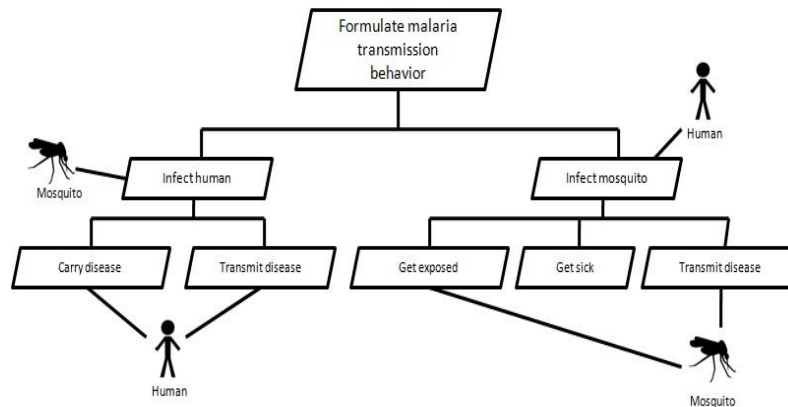 Formulate malaria
transmission
behavior
Human
Mosquito
Infect human
Infect mosquito
Carry disease
Transmit disease
Get exposed
Get sick
Transmit disease
Human
Mosquito